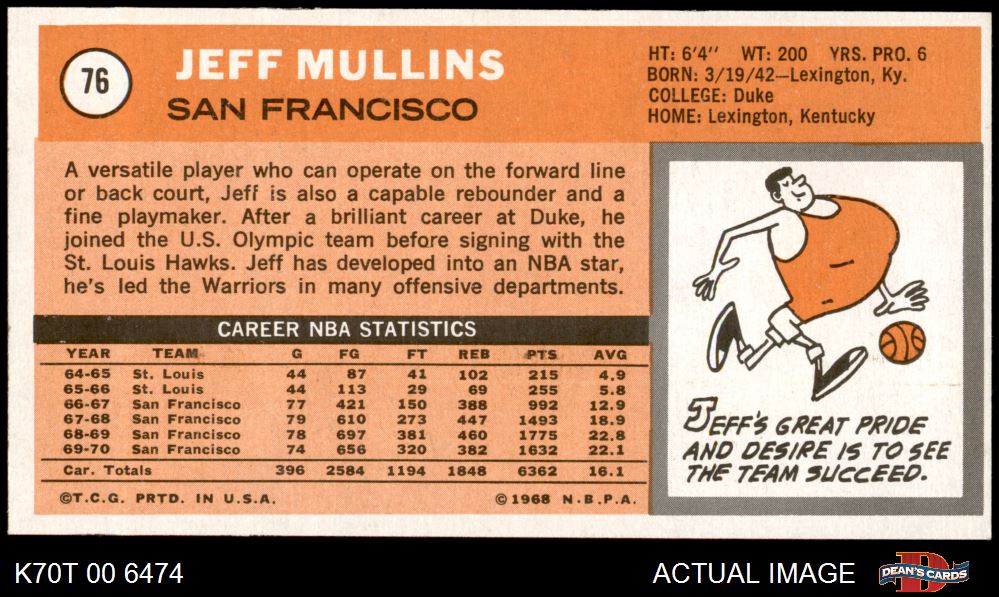 76
JEFF MULLINS
SAN FRANCISCO
HT: 6'4'' WT: 200 YRS. PRO. 6
BORN: 3/19/42—Lexington, Ky.
COLLEGE: Duke
HOME: Lexington, Kentucky
A versatile player who can operate on the forward line
or back court, Jeff is also a capable rebounder and a
fine playmaker. After a brilliant career at Duke, he
joined the U.S. Olympic team before signing with the
St. Louis Hawks. Jeff has developed into an NBA star,
he's led the Warriors in many offensive departments.
CAREER NBA STATISTICS
YEAR TEAM G FG FT REB PTS AVG
64-65 St. Louis 44 87 41 102 215 4.9
65-66 St. Louis 44 113 29 69 255 5.8
66-67 San Francisco 77 421 150 388 992 12.9
67-68 San Francisco 79 610 273 447 1493 18.9
68-69 San Francisco 78 697 381 460 1775 22.8
69-70 San Francisco 74 656 320 382 1632 22.1
Car. Totals 396 2584 1194 1848 6362 16.1
©T.C.G. PRTD. IN U.S.A. ©1968 N.B.P.A.
JEFF'S GREAT PRIDE
AND DESIRE IS TO SEE
THE TEAM SUCCEED.
K70T 00 6474
ACTUAL IMAGE
D
DEAN'S CARDS